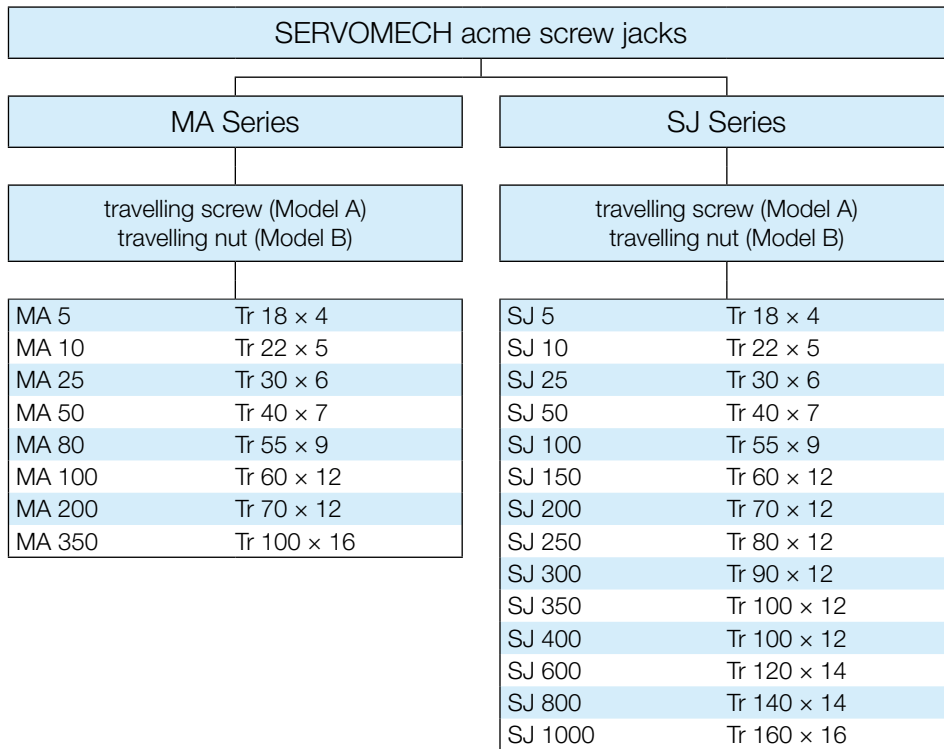 SERVOMECH acme screw jacks
MA Series
travelling screw (Model A)
travelling nut (Model B)
MA 5 Tr 18 × 4
MA 10 Tr 22 × 5
MA 25 Tr 30 × 6
MA 50 Tr 40 × 7
MA 80 Tr 55 × 9
MA 100 Tr 60 × 12
MA 200 Tr 70 × 12
MA 350 Tr 100 × 16
SJ Series
travelling screw (Model A)
travelling nut (Model B)
SJ 5 Tr 18 × 4
SJ 10 Tr 22 × 5
SJ 25 Tr 30 × 6
SJ 50 Tr 40 × 7
SJ 100 Tr 55 × 9
SJ 150 Tr 60 × 12
SJ 200 Tr 70 × 12
SJ 250 Tr 80 × 12
SJ 300 Tr 90 × 12
SJ 350 Tr 100 × 12
SJ 400 Tr 100 × 12
SJ 600 Tr 120 × 14
SJ 800 Tr 140 × 14
SJ 1000 Tr 160 × 16